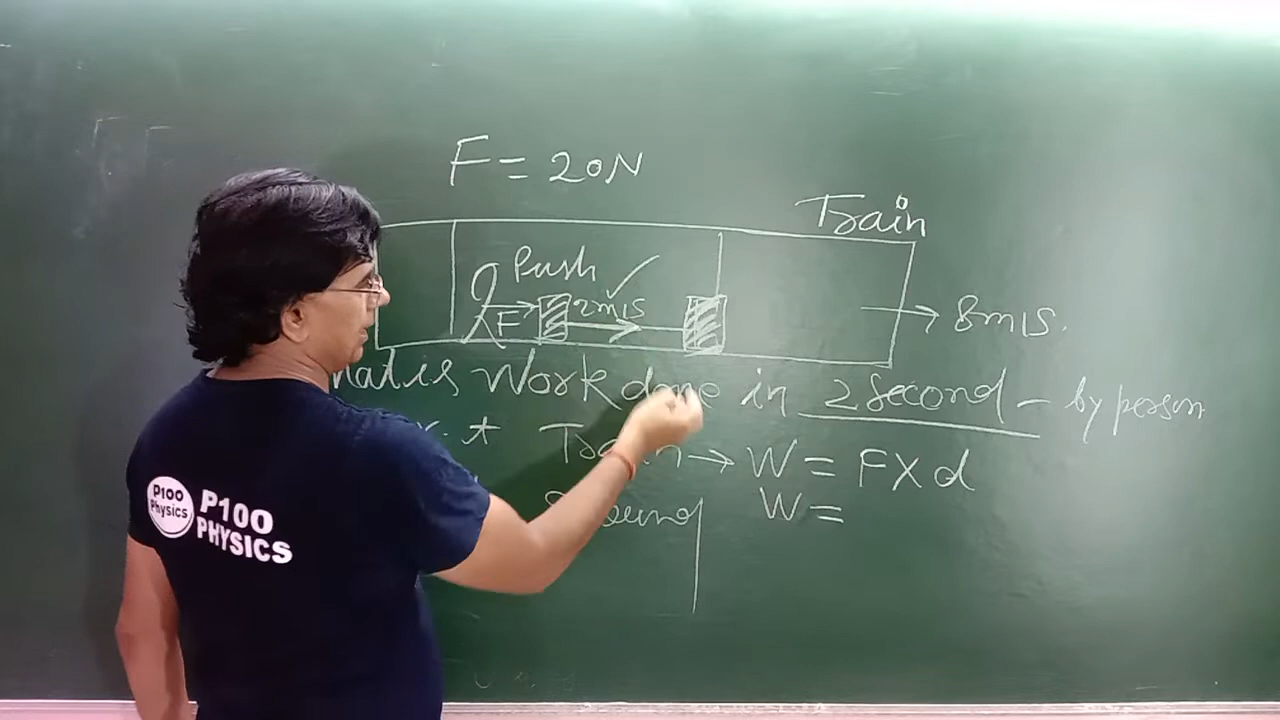 F = 20N
Train
Push ✓
F
2m/s
→ 8m/s.
Work done in 2 second - by person
Train → W = F X d
W =
P100 Physics
P100 PHYSICS